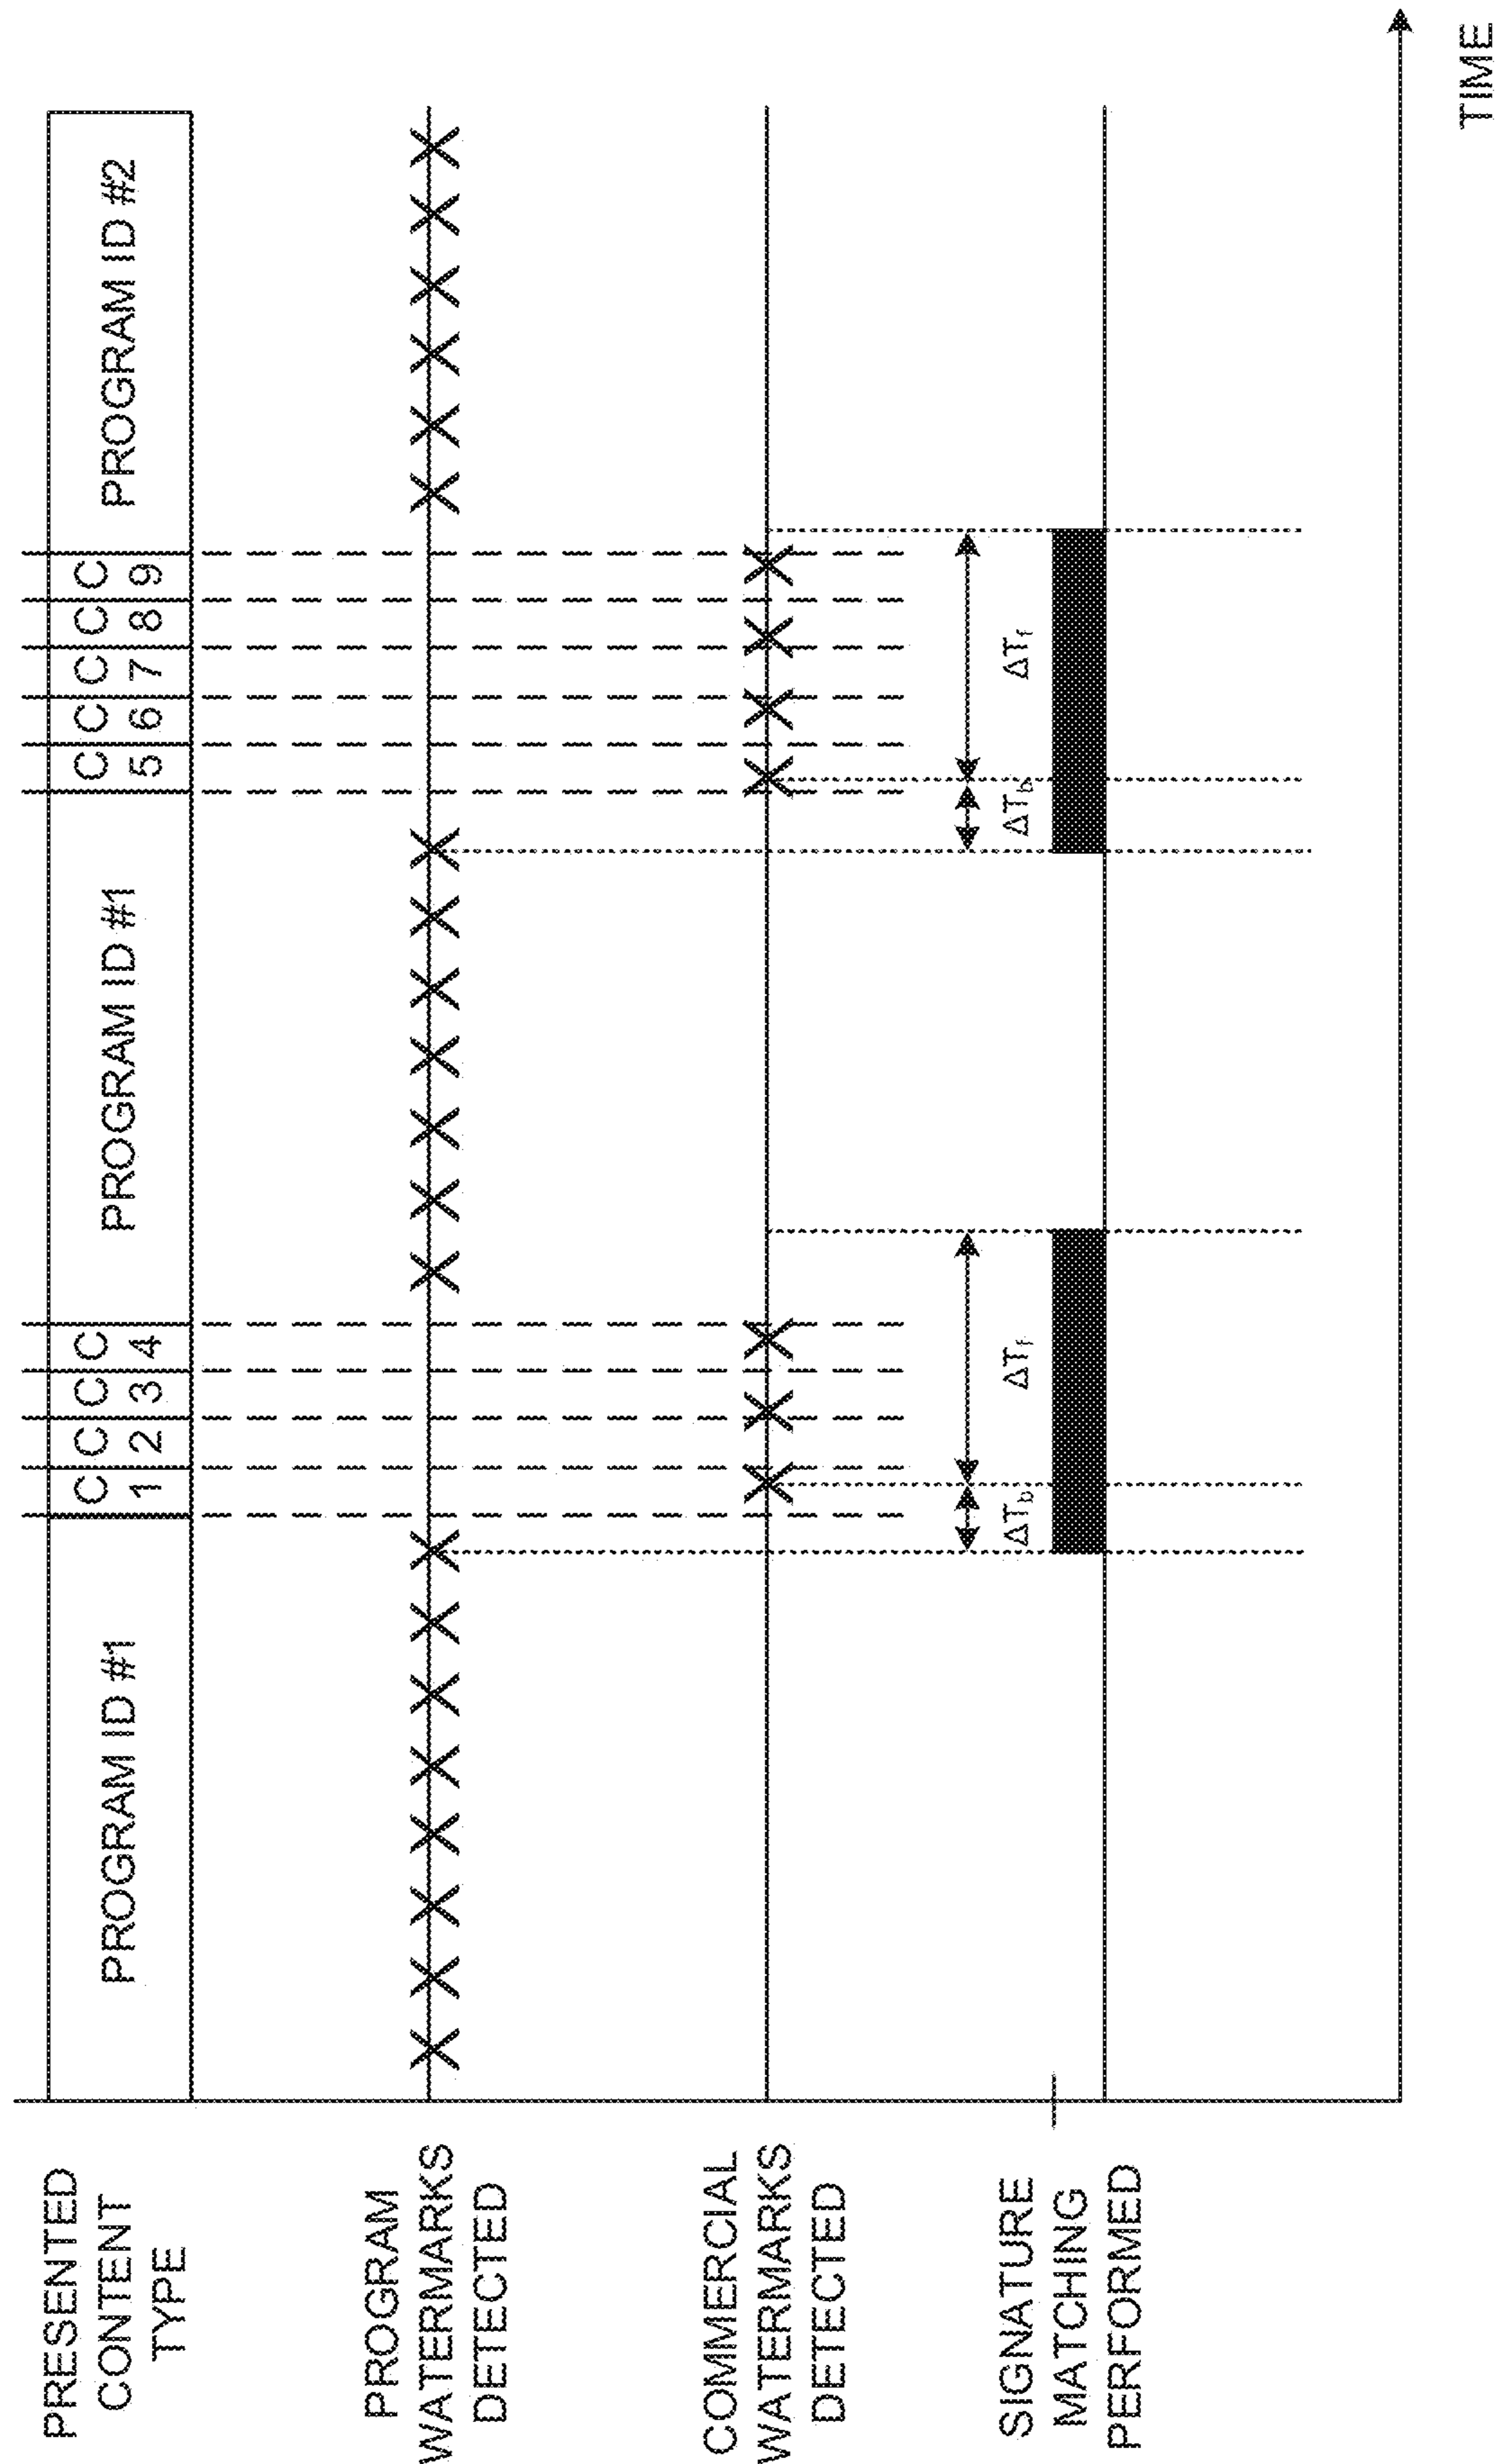 PRESENTED
CONTENT
TYPE
PROGRAM ID #1
C C C C
1 2 3 4
PROGRAM ID #1
C C C C C
5 6 7 8 9
PROGRAM ID #2
PROGRAM
WATERMARKS
DETECTED
COMMERCIAL
WATERMARKS
DETECTED
SIGNATURE
MATCHING
PERFORMED
ΔTb
ΔTf
ΔTb
ΔTf
TIME